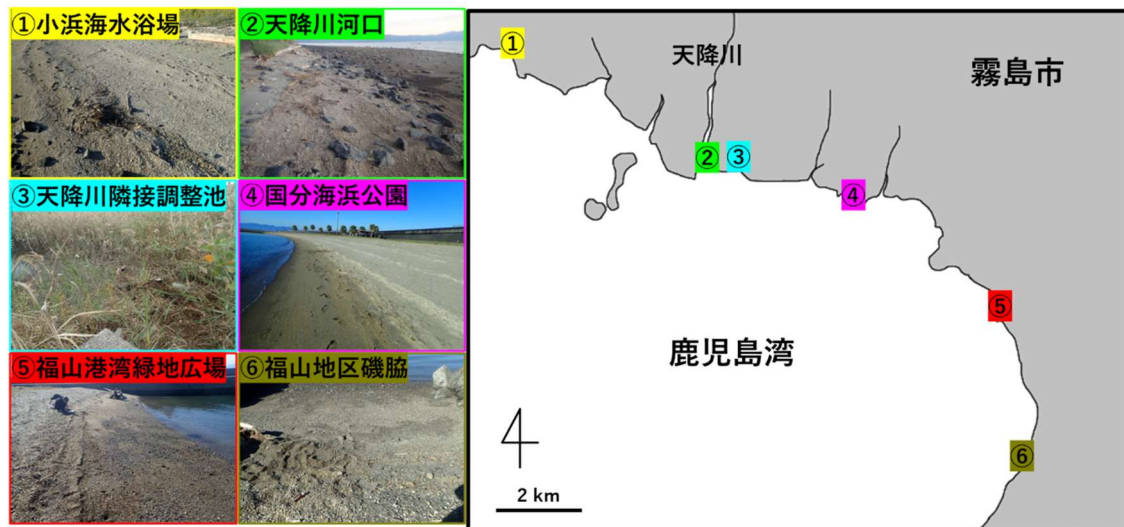 ①小浜海水浴場
②天降川河口
③天降川隣接調整池
④国分海浜公園
⑤福山港湾緑地広場
⑥福山地区磯脇
①
天降川
霧島市
②
③
④
⑤
鹿児島湾
⑥
2 km